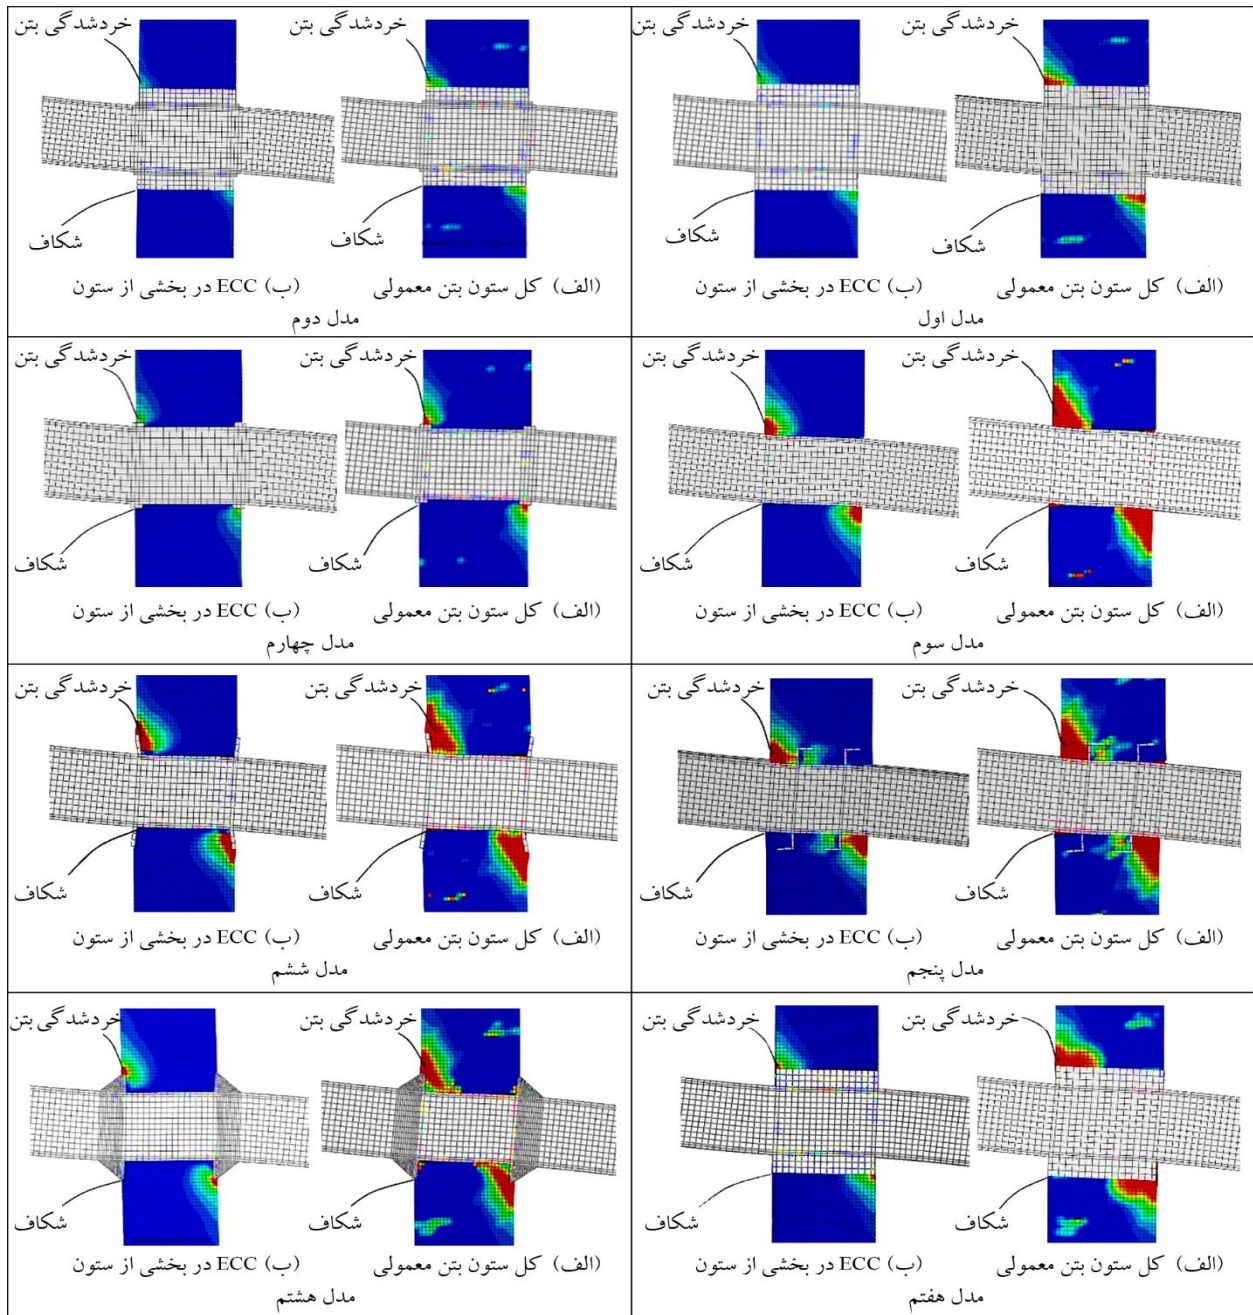 خردشدگی بتن
خردشدگی بتن
شکاف
شکاف
(الف) کل ستون بتن معمولی
(ب) ECC در بخشی از ستون
مدل اول
خردشدگی بتن
خردشدگی بتن
شکاف
شکاف
(الف) کل ستون بتن معمولی
(ب) ECC در بخشی از ستون
مدل دوم
خردشدگی بتن
خردشدگی بتن
شکاف
شکاف
(الف) کل ستون بتن معمولی
(ب) ECC در بخشی از ستون
مدل سوم
خردشدگی بتن
خردشدگی بتن
شکاف
شکاف
(الف) کل ستون بتن معمولی
(ب) ECC در بخشی از ستون
مدل چهارم
خردشدگی بتن
خردشدگی بتن
شکاف
شکاف
(الف) کل ستون بتن معمولی
(ب) ECC در بخشی از ستون
مدل پنجم
خردشدگی بتن
خردشدگی بتن
شکاف
شکاف
(الف) کل ستون بتن معمولی
(ب) ECC در بخشی از ستون
مدل ششم
خردشدگی بتن
خردشدگی بتن
شکاف
شکاف
(الف) کل ستون بتن معمولی
(ب) ECC در بخشی از ستون
مدل هفتم
خردشدگی بتن
خردشدگی بتن
شکاف
شکاف
(الف) کل ستون بتن معمولی
(ب) ECC در بخشی از ستون
مدل هشتم